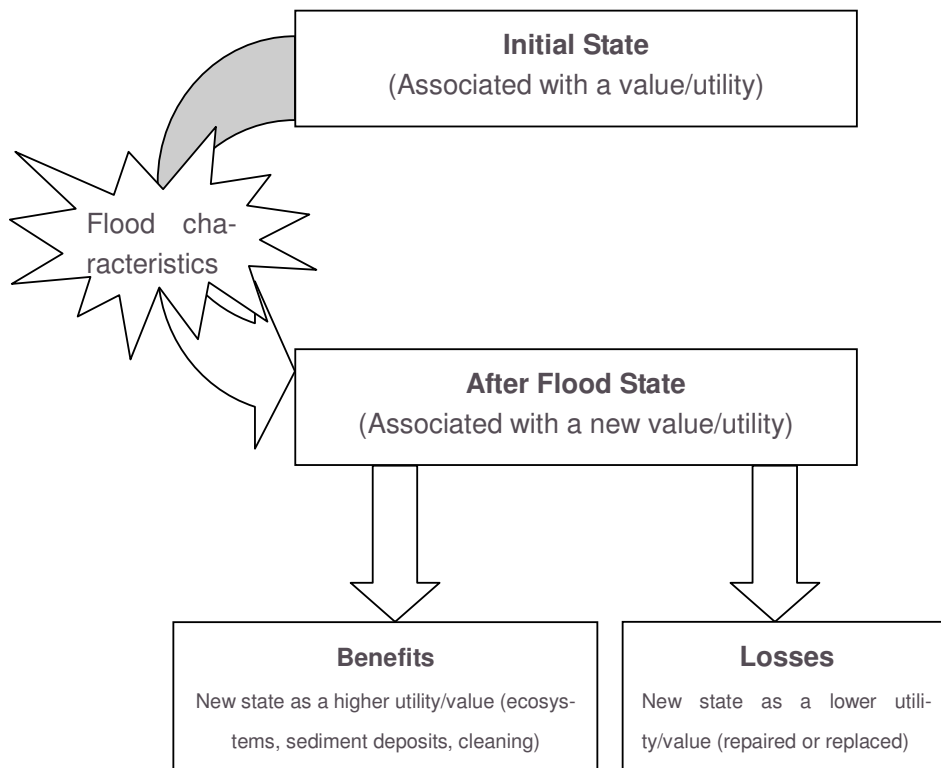 Initial State
(Associated with a value/utility)
Flood cha-
racteristics
After Flood State
(Associated with a new value/utility)
Benefits
New state as a higher utility/value (ecosys-
tems, sediment deposits, cleaning)
Losses
New state as a lower utili-
ty/value (repaired or replaced)